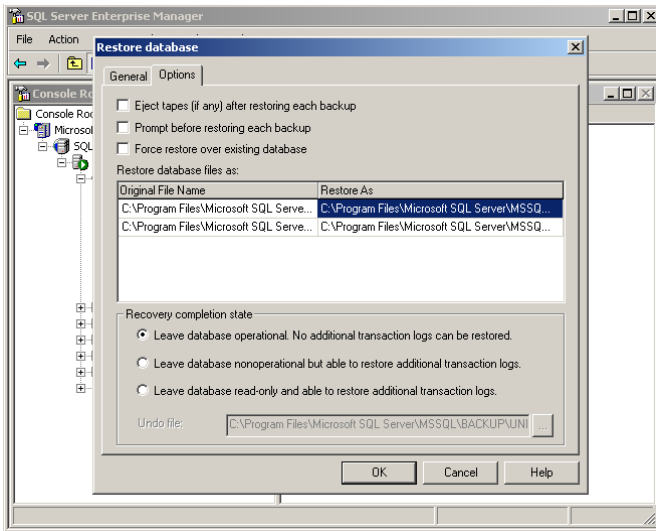 SQL Server Enterprise Manager
File Action
Restore database
General Options
Console Ro
Console Roo
Microsof
SQL
Eject tapes (if any) after restoring each backup
Prompt before restoring each backup
Force restore over existing database
Restore database files as:
Original File Name Restore As
C:\Program Files\Microsoft SQL Serve... C:\Program Files\Microsoft SQL Server\MSSQ...
C:\Program Files\Microsoft SQL Serve... C:\Program Files\Microsoft SQL Server\MSSQ...
Recovery completion state
Leave database operational. No additional transaction logs can be restored.
Leave database nonoperational but able to restore additional transaction logs.
Leave database read-only and able to restore additional transaction logs.
Undo file: C:\Program Files\Microsoft SQL Server\MSSQL\BACKUP\UNI ...
OK Cancel Help